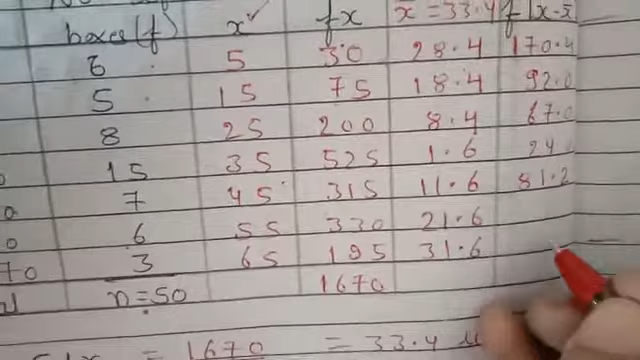 boxes (f) x ✓ fx x̄ = 33.4 f|x-x̄
6 5 30 28.4 170.4
5 15 75 18.4 92.0
8 25 200 8.4 67.0
15 35 525 1.6 24
7 45 315 11.6 81.2
6 55 330 21.6
70 3 65 195 31.6
n=50 1670
= 1670 = 33.4